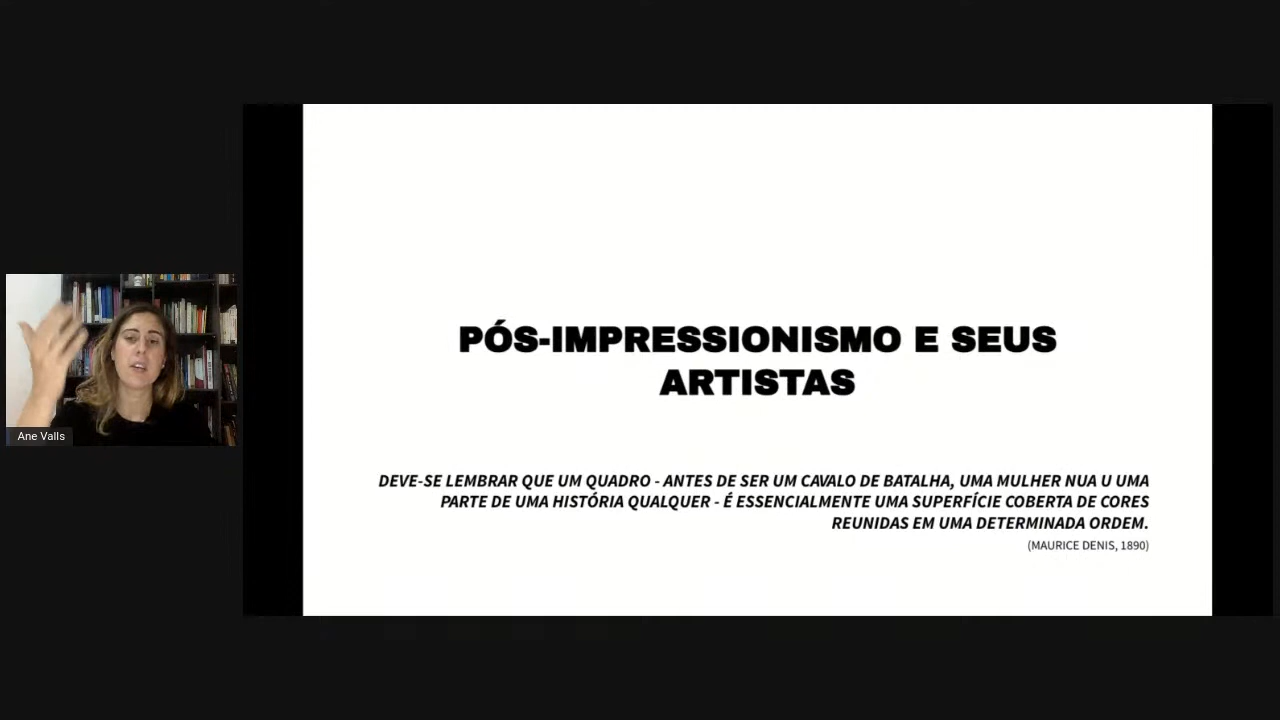 PÓS-IMPRESSIONISMO E SEUS
ARTISTAS
DEVE-SE LEMBRAR QUE UM QUADRO - ANTES DE SER UM CAVALO DE BATALHA, UMA MULHER NUA U UMA
PARTE DE UMA HISTÓRIA QUALQUER - É ESSENCIALMENTE UMA SUPERFÍCIE COBERTA DE CORES
REUNIDAS EM UMA DETERMINADA ORDEM.
(MAURICE DENIS, 1890)
Ane Valls